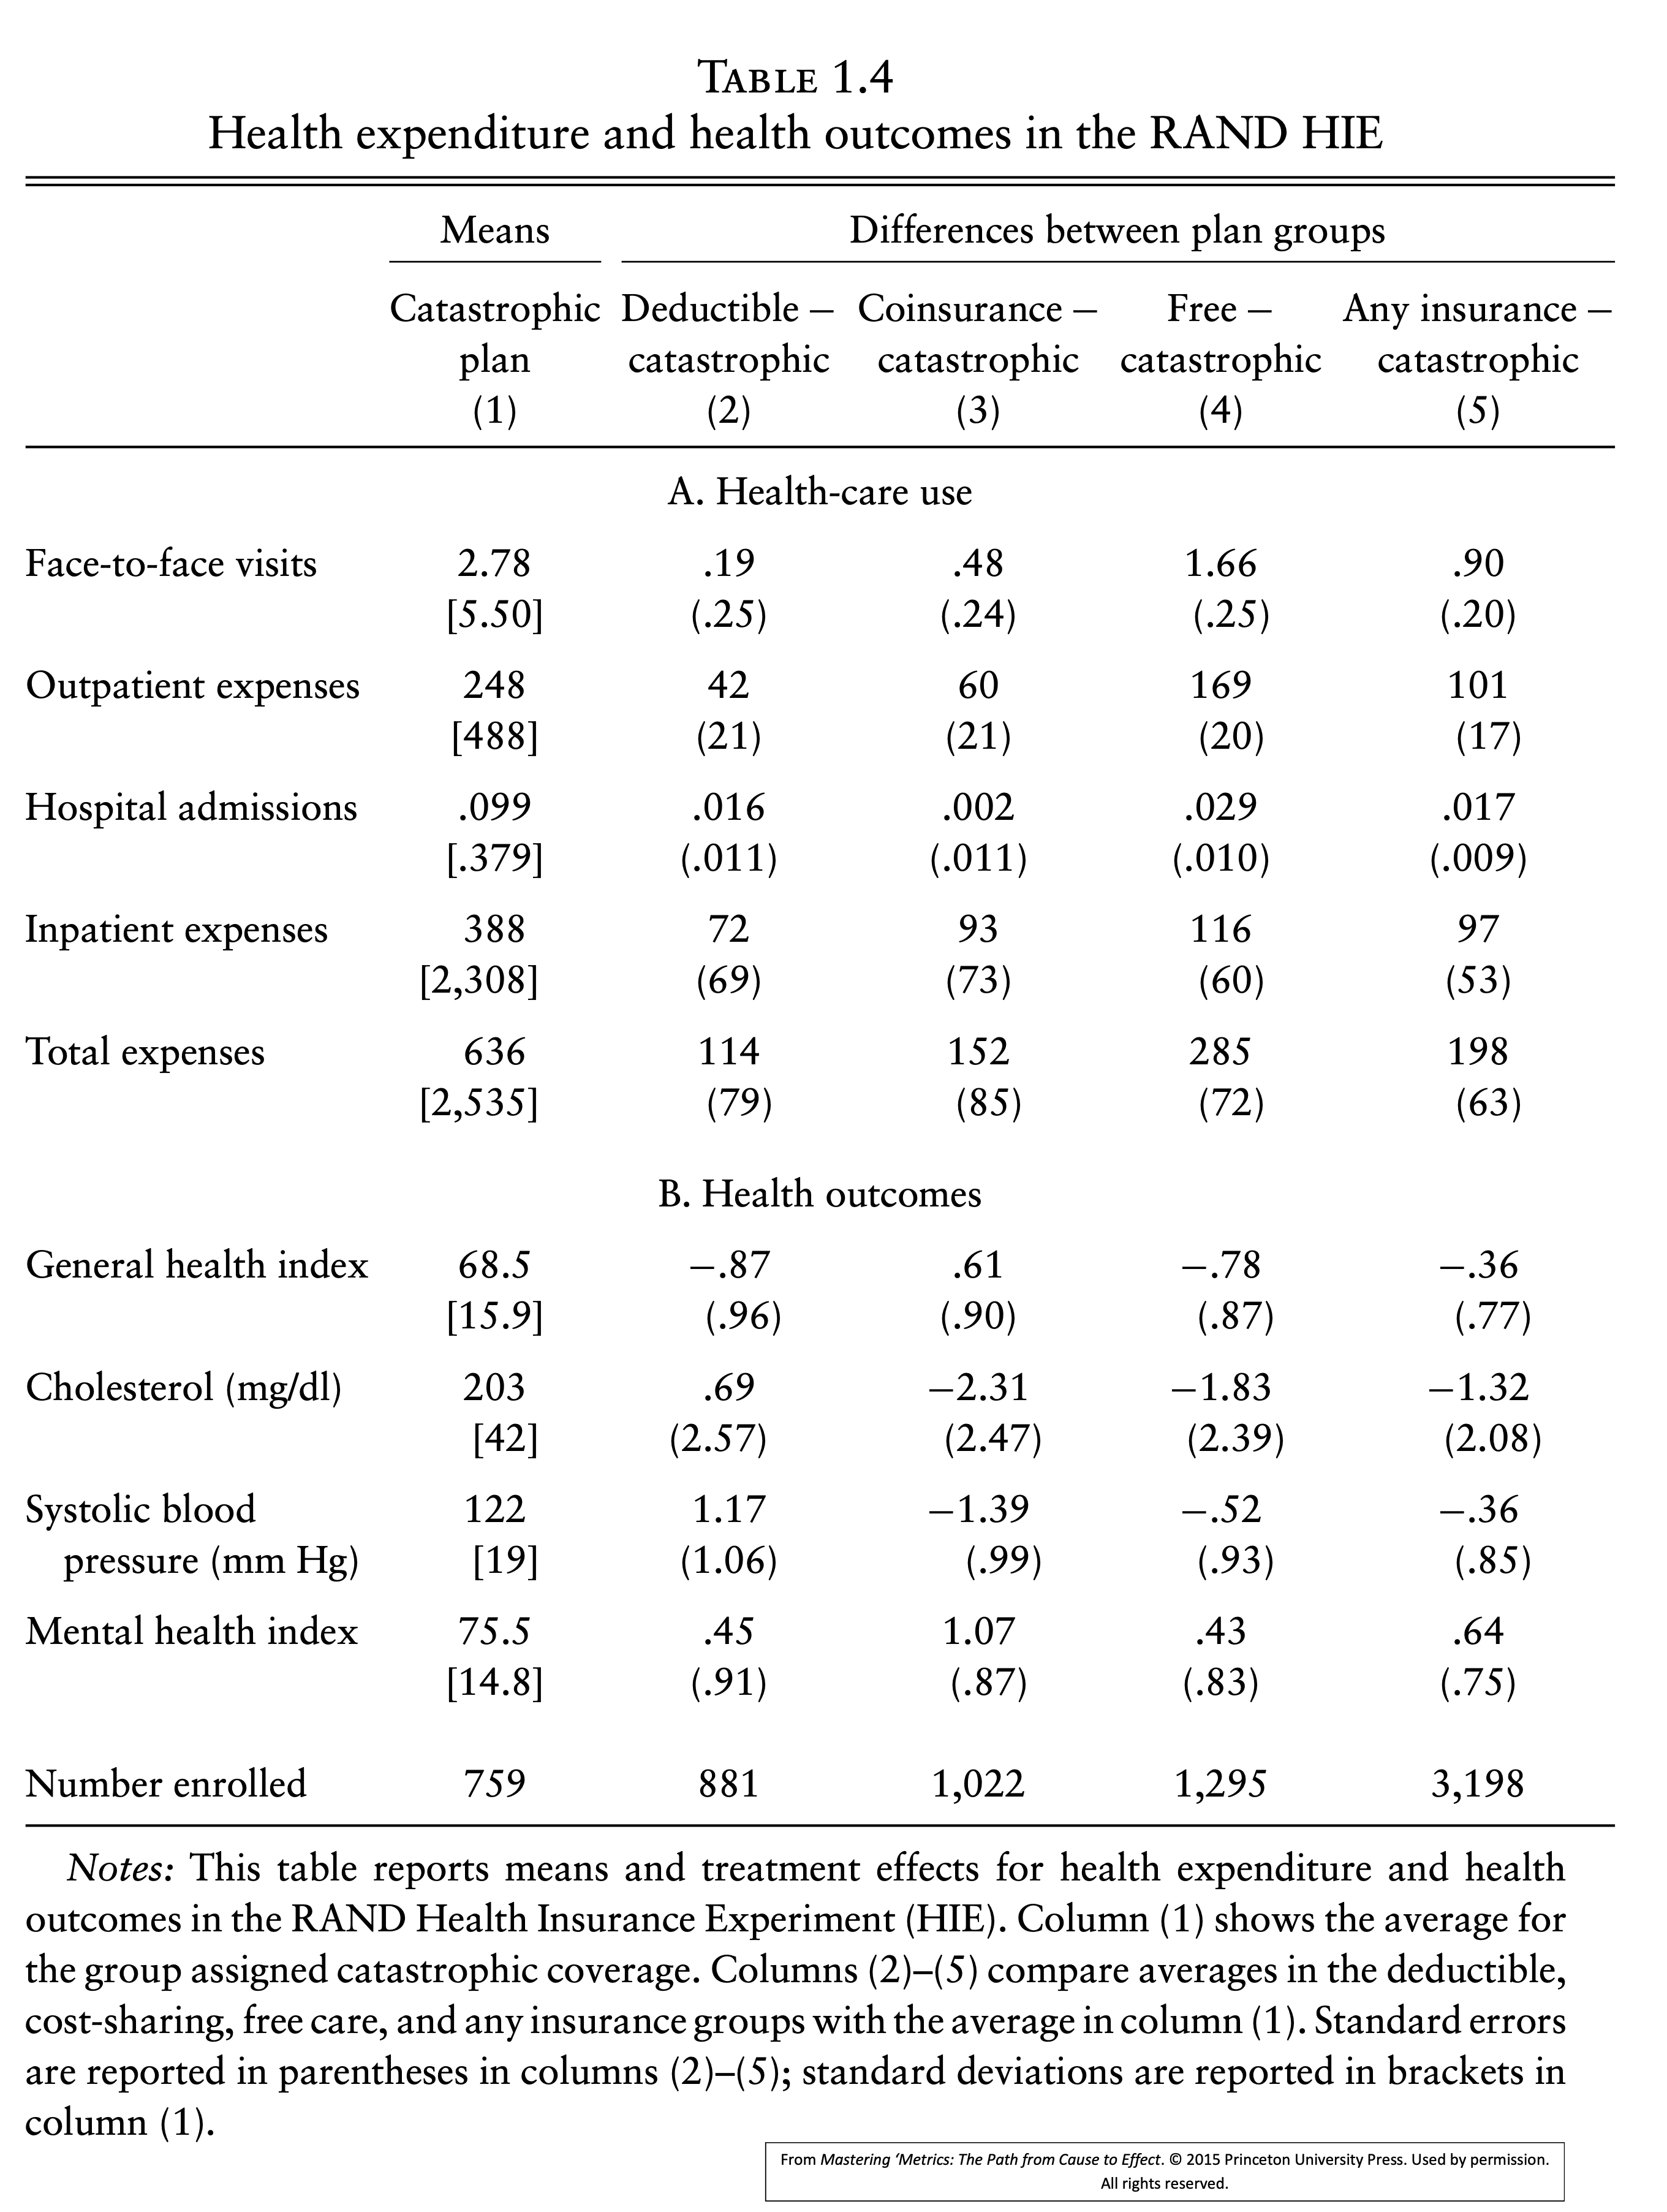 TABLE 1.4
Health expenditure and health outcomes in the RAND HIE
Means Differences between plan groups
Catastrophic Deductible – Coinsurance – Free – Any insurance –
plan catastrophic catastrophic catastrophic catastrophic
(1) (2) (3) (4) (5)
A. Health-care use
Face-to-face visits 2.78 .19 .48 1.66 .90
[5.50] (.25) (.24) (.25) (.20)
Outpatient expenses 248 42 60 169 101
[488] (21) (21) (20) (17)
Hospital admissions .099 .016 .002 .029 .017
[.379] (.011) (.011) (.010) (.009)
Inpatient expenses 388 72 93 116 97
[2,308] (69) (73) (60) (53)
Total expenses 636 114 152 285 198
[2,535] (79) (85) (72) (63)
B. Health outcomes
General health index 68.5 −.87 .61 −.78 −.36
[15.9] (.96) (.90) (.87) (.77)
Cholesterol (mg/dl) 203 .69 −2.31 −1.83 −1.32
[42] (2.57) (2.47) (2.39) (2.08)
Systolic blood 122 1.17 −1.39 −.52 −.36
pressure (mm Hg) [19] (1.06) (.99) (.93) (.85)
Mental health index 75.5 .45 1.07 .43 .64
[14.8] (.91) (.87) (.83) (.75)
Number enrolled 759 881 1,022 1,295 3,198
Notes: This table reports means and treatment effects for health expenditure and health
outcomes in the RAND Health Insurance Experiment (HIE). Column (1) shows the average for
the group assigned catastrophic coverage. Columns (2)–(5) compare averages in the deductible,
cost-sharing, free care, and any insurance groups with the average in column (1). Standard errors
are reported in parentheses in columns (2)–(5); standard deviations are reported in brackets in
column (1).
From Mastering ‘Metrics: The Path from Cause to Effect. © 2015 Princeton University Press. Used by permission.
All rights reserved.